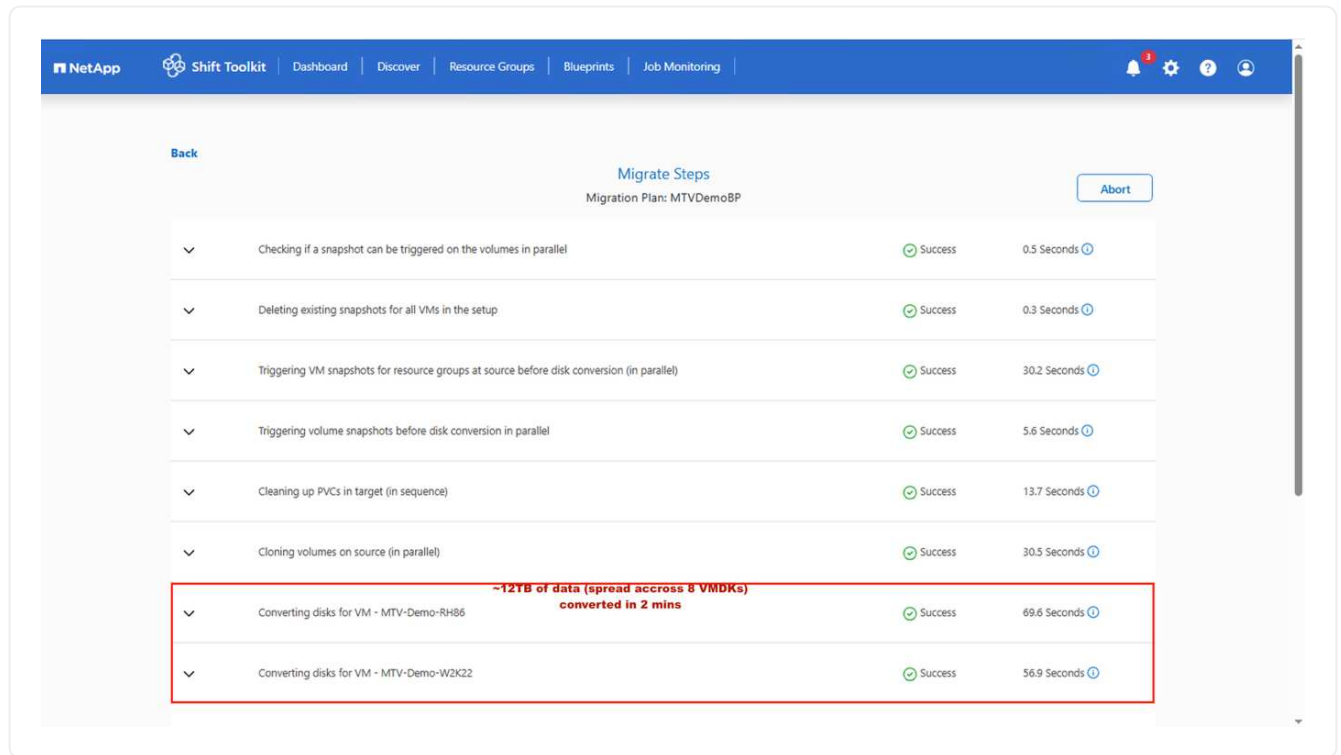 NetApp Shift Toolkit Dashboard Discover Resource Groups Blueprints Job Monitoring 3
Back
Migrate Steps
Migration Plan: MTVDemoBP
Abort
Checking if a snapshot can be triggered on the volumes in parallel Success 0.5 Seconds
Deleting existing snapshots for all VMs in the setup Success 0.3 Seconds
Triggering VM snapshots for resource groups at source before disk conversion (in parallel) Success 30.2 Seconds
Triggering volume snapshots before disk conversion in parallel Success 5.6 Seconds
Cleaning up PVCs in target (in sequence) Success 13.7 Seconds
Cloning volumes on source (in parallel) Success 30.5 Seconds
~12TB of data (spread accross 8 VMDKs)
converted in 2 mins
Converting disks for VM - MTV-Demo-RH86 Success 69.6 Seconds
Converting disks for VM - MTV-Demo-W2K22 Success 56.9 Seconds